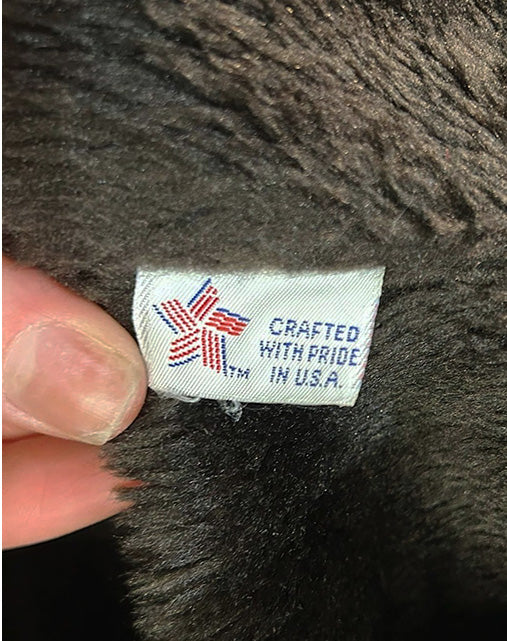 CRAFTED
WITH PRIDE
IN U.S.A.
TM